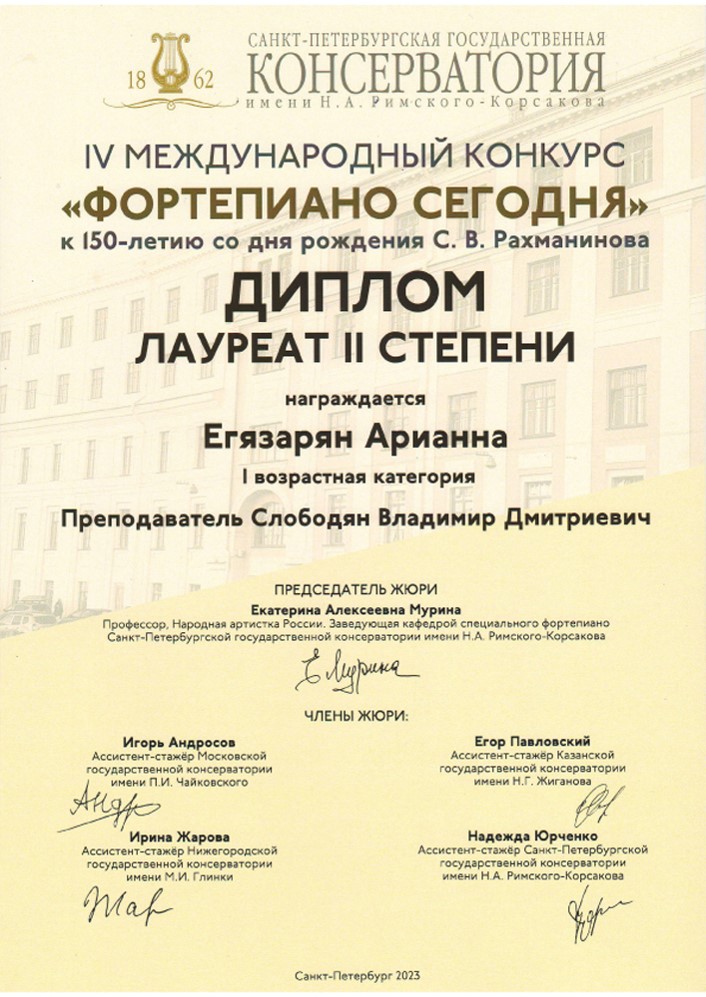 САНКТ-ПЕТЕРБУРГСКАЯ ГОСУДАРСТВЕННАЯ
1862 КОНСЕРВАТОРИЯ
имени Н.А. Римского-Корсакова
IV МЕЖДУНАРОДНЫЙ КОНКУРС
«ФОРТЕПИАНО СЕГОДНЯ»
к 150-летию со дня рождения С. В. Рахманинова
ДИПЛОМ
ЛАУРЕАТ II СТЕПЕНИ
награждается
Егязарян Арианна
I возрастная категория
Преподаватель Слободян Владимир Дмитриевич
ПРЕДСЕДАТЕЛЬ ЖЮРИ
Екатерина Алексеевна Мурина
Профессор, Народная артистка России. Заведующая кафедрой специального фортепиано
Санкт-Петербургской государственной консерватории имени Н.А. Римского-Корсакова
Е Мурина
ЧЛЕНЫ ЖЮРИ:
Игорь Андросов
Ассистент-стажёр Московской
государственной консерватории
имени П.И. Чайковского
Андр
Егор Павловский
Ассистент-стажёр Казанской
государственной консерватории
имени Н.Г. Жиганова
Ирина Жарова
Ассистент-стажёр Нижегородской
государственной консерватории
имени М.И. Глинки
Жар
Надежда Юрченко
Ассистент-стажёр Санкт-Петербургской
государственной консерватории
имени Н.А. Римского-Корсакова
Санкт-Петербург 2023